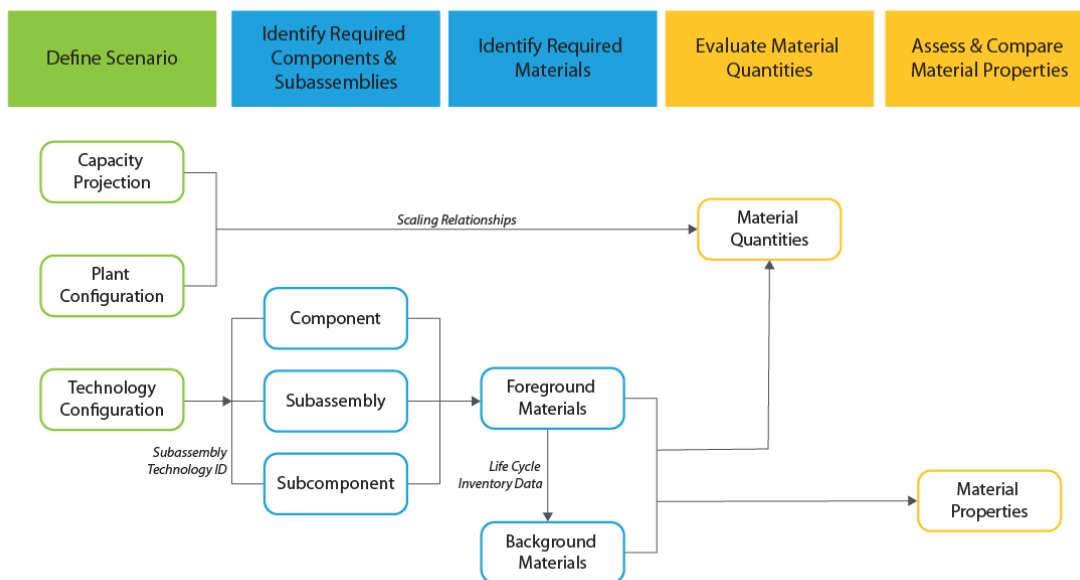 Define Scenario
Identify Required
Components &
Subassemblies
Identify Required
Materials
Evaluate Material
Quantities
Assess & Compare
Material Properties
Capacity
Projection
Scaling Relationships
Material
Quantities
Plant
Configuration
Component
Technology
Configuration
Subassembly
Foreground
Materials
Subassembly
Technology ID
Subcomponent
Life Cycle
Inventory Data
Material
Properties
Background
Materials